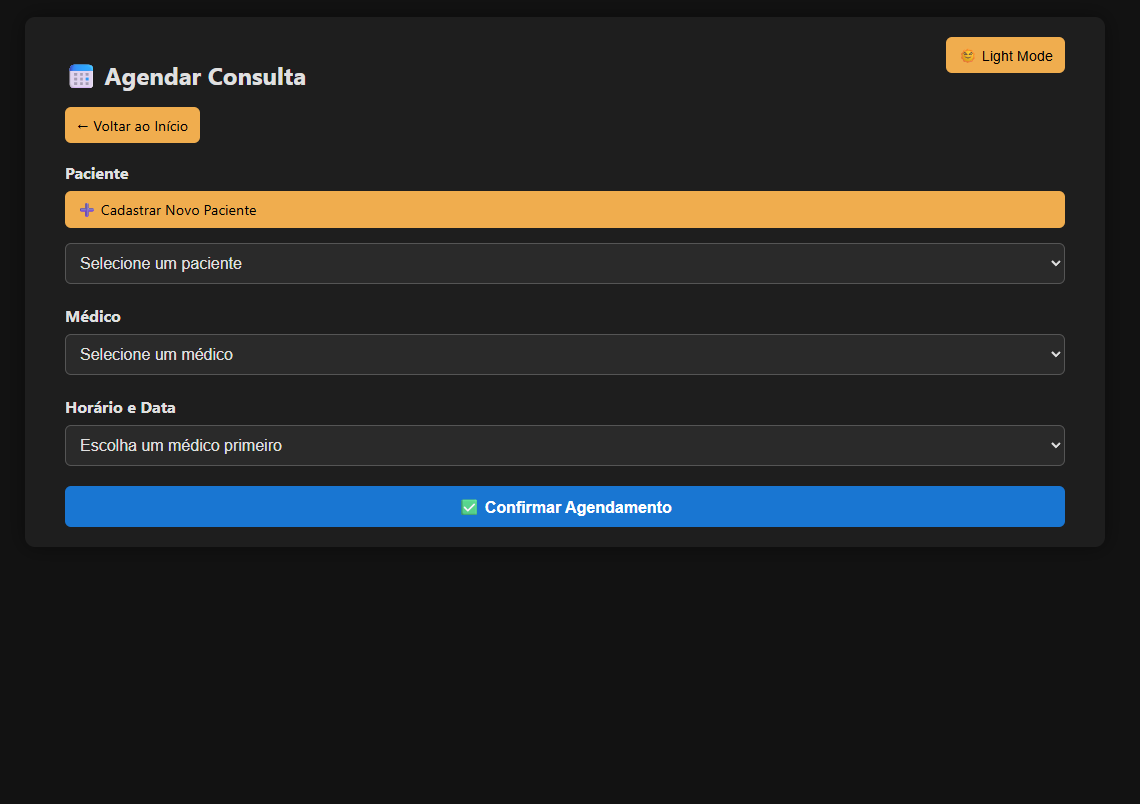 Light Mode
Agendar Consulta
← Voltar ao Início
Paciente
Cadastrar Novo Paciente
Selecione um paciente
Médico
Selecione um médico
Horário e Data
Escolha um médico primeiro
Confirmar Agendamento